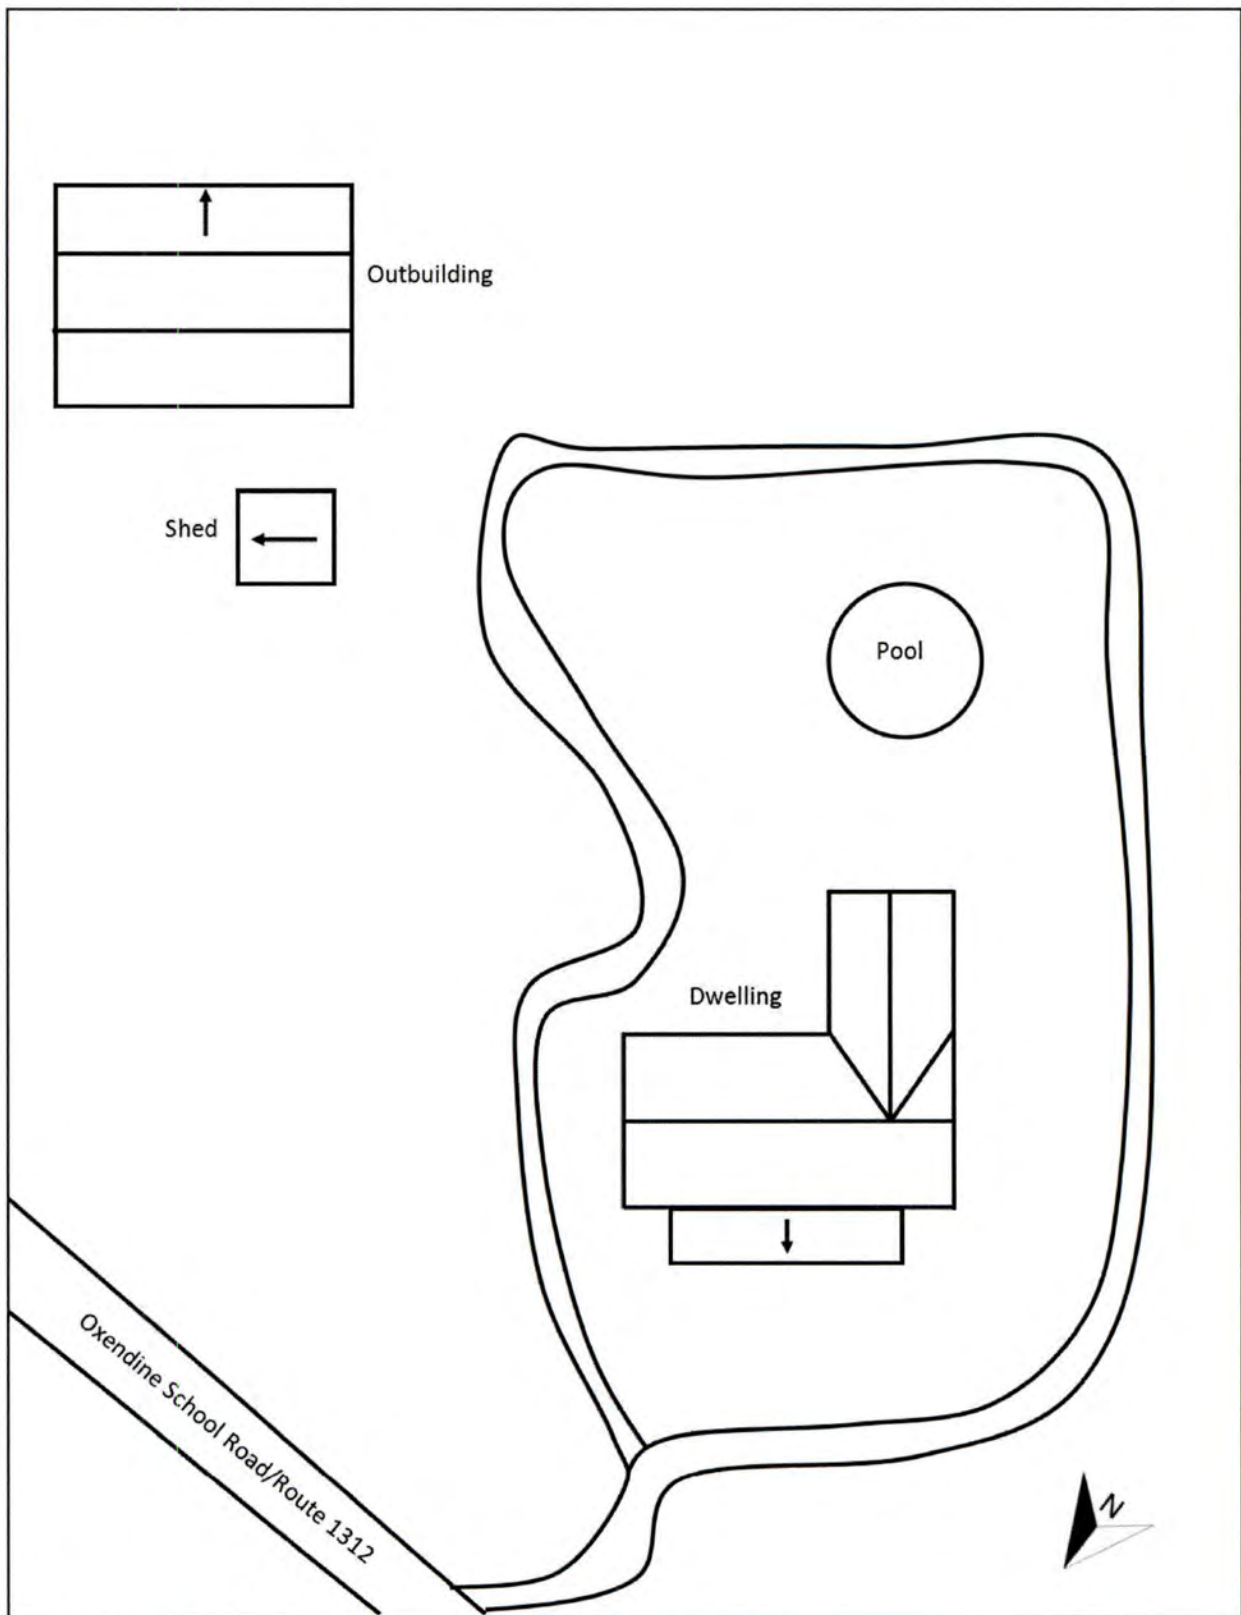 Outbuilding
Shed
Pool
Dwelling
Oxendine School Road/Route 1312
N